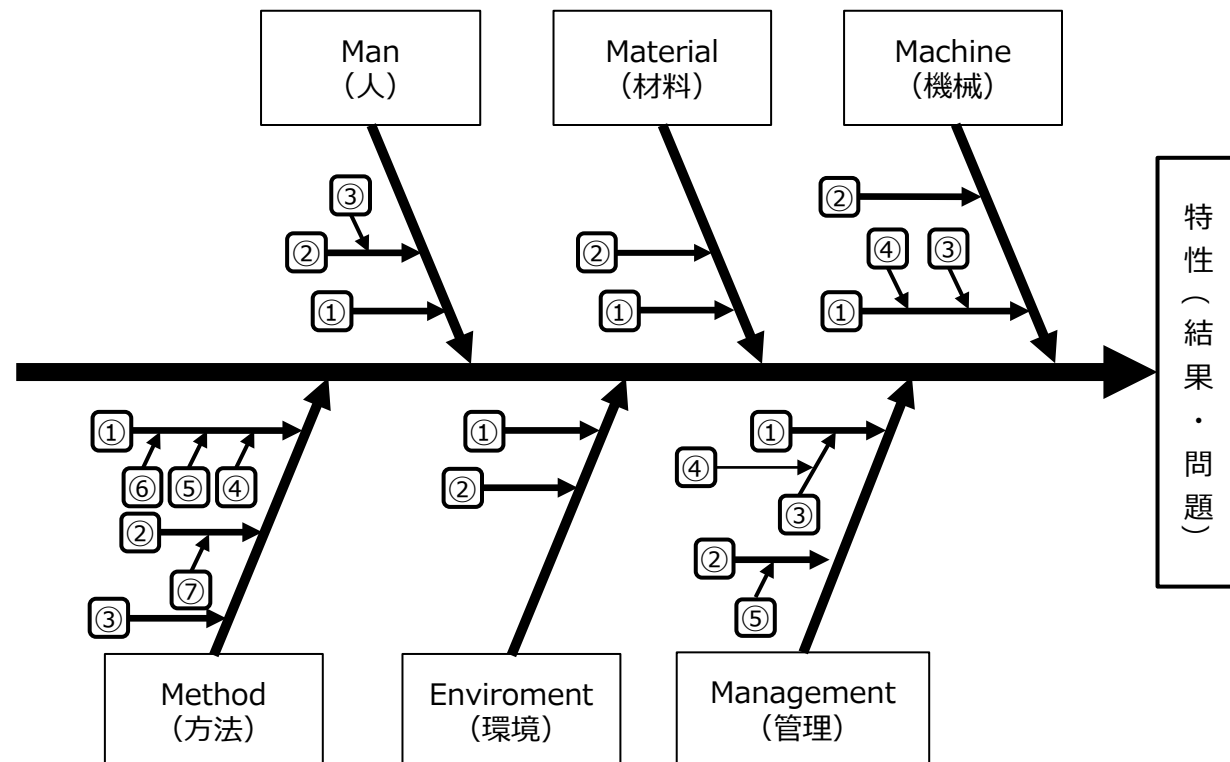 Man
（人）
Material
（材料）
Machine
（機械）
③
②
①
②
①
②
④
③
①
特性（結果・問題）
①
⑥
⑤
④
②
⑦
③
①
②
①
④
③
②
⑤
Method
（方法）
Enviroment
（環境）
Management
（管理）